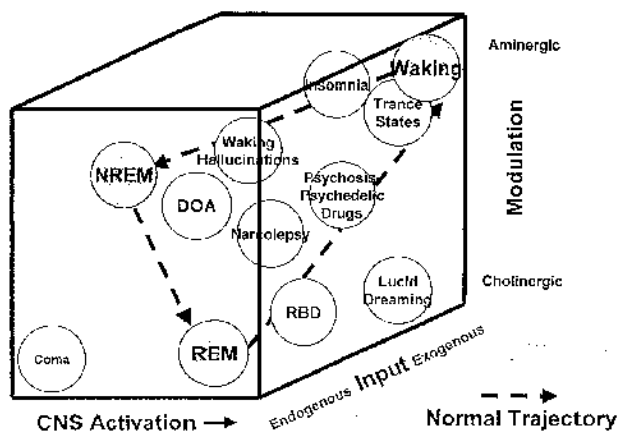 Aminergic
Waking
Insomnia
Trance
States
Modulation
Waking
Hallucinations
NREM
DOA
Psychosis
Psychedelic
Drugs
Narcolepsy
Cholinergic
Lucid
Dreaming
RBD
REM
Coma
Endogenous Input Exogenous
CNS Activation
Normal Trajectory